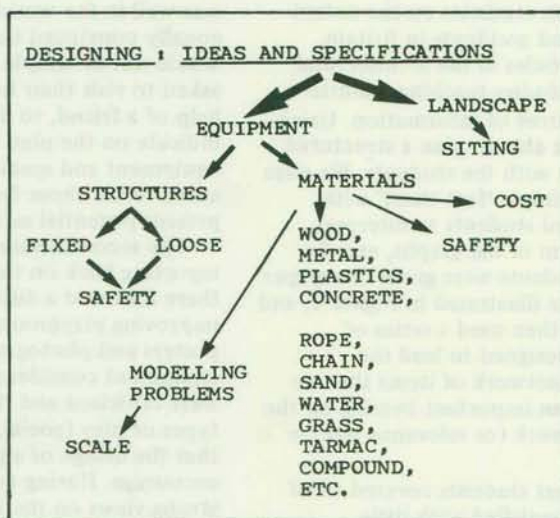 DESIGNING : IDEAS AND SPECIFICATIONS
LANDSCAPE
EQUIPMENT
SITING
STRUCTURES
MATERIALS
COST
FIXED
LOOSE
SAFETY
SAFETY
WOOD,
METAL,
PLASTICS,
CONCRETE,
ROPE,
CHAIN,
SAND,
WATER,
GRASS,
TARMAC,
COMPOUND,
ETC.
MODELLING
PROBLEMS
SCALE